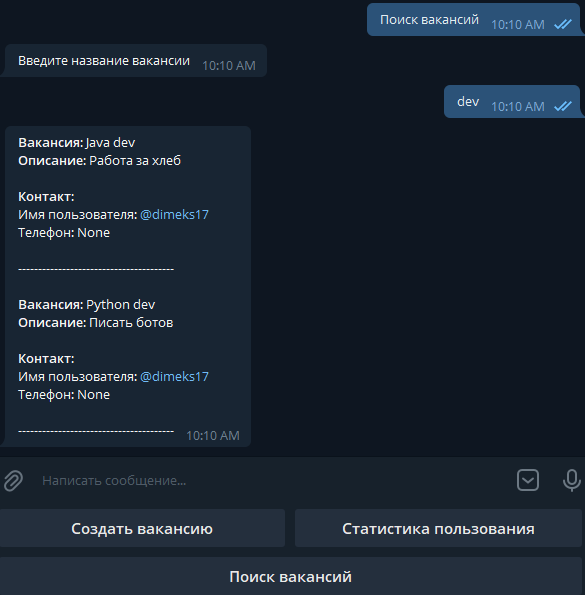 Поиск вакансий 10:10 AM
Введите название вакансии 10:10 AM
dev 10:10 AM
Вакансия: Java dev
Описание: Работа за хлеб
Контакт:
Имя пользователя: @dimeks17
Телефон: None
---------------------------------------
Вакансия: Python dev
Описание: Писать ботов
Контакт:
Имя пользователя: @dimeks17
Телефон: None
--------------------------------------- 10:10 AM
Написать сообщение...
Создать вакансию Статистика пользования
Поиск вакансий